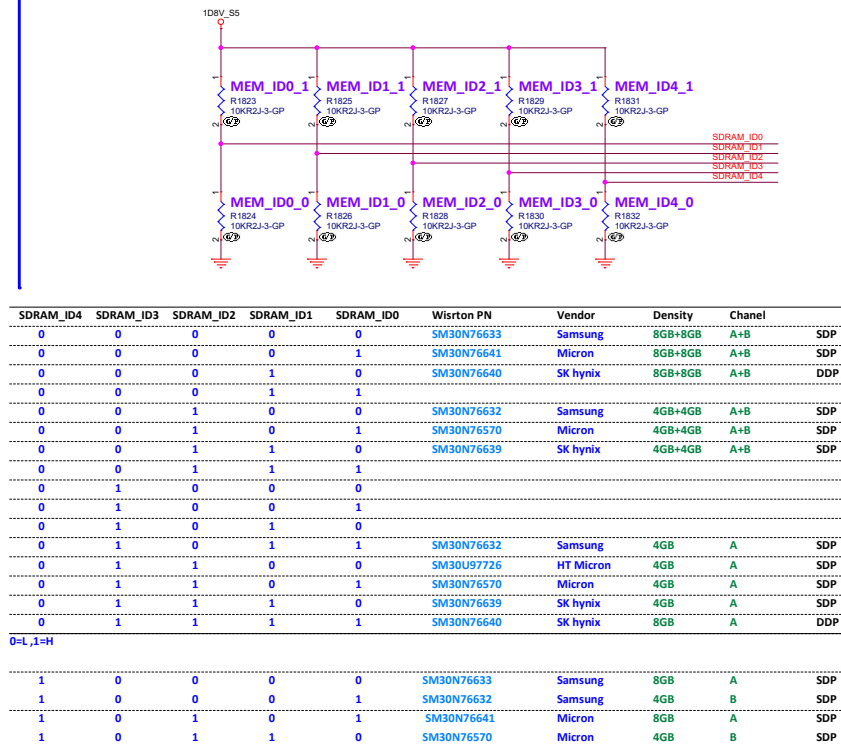 1D8V_S5
MEM_ID0_1 MEM_ID1_1 MEM_ID2_1 MEM_ID3_1 MEM_ID4_1
R1823 R1825 R1827 R1829 R1831
10KR2J-3-GP 10KR2J-3-GP 10KR2J-3-GP 10KR2J-3-GP 10KR2J-3-GP
SDRAM_ID0
SDRAM_ID1
SDRAM_ID2
SDRAM_ID3
SDRAM_ID4
MEM_ID0_0 MEM_ID1_0 MEM_ID2_0 MEM_ID3_0 MEM_ID4_0
R1824 R1826 R1828 R1830 R1832
10KR2J-3-GP 10KR2J-3-GP 10KR2J-3-GP 10KR2J-3-GP 10KR2J-3-GP
SDRAM_ID4 SDRAM_ID3 SDRAM_ID2 SDRAM_ID1 SDRAM_ID0 Wisrton PN Vendor Density Chanel
0 0 0 0 0 SM30N76633 Samsung 8GB+8GB A+B SDP
0 0 0 0 1 SM30N76641 Micron 8GB+8GB A+B SDP
0 0 0 1 0 SM30N76640 SK hynix 8GB+8GB A+B DDP
0 0 0 1 1
0 0 1 0 0 SM30N76632 Samsung 4GB+4GB A+B SDP
0 0 1 0 1 SM30N76570 Micron 4GB+4GB A+B SDP
0 0 1 1 0 SM30N76639 SK hynix 4GB+4GB A+B SDP
0 0 1 1 1
0 1 0 0 0
0 1 0 0 1
0 1 0 1 0
0 1 0 1 1 SM30N76632 Samsung 4GB A SDP
0 1 1 0 0 SM30U97726 HT Micron 4GB A SDP
0 1 1 0 1 SM30N76570 Micron 4GB A SDP
0 1 1 1 0 SM30N76639 SK hynix 4GB A SDP
0 1 1 1 1 SM30N76640 SK hynix 8GB A DDP
0=L ,1=H
1 0 0 0 0 SM30N76633 Samsung 8GB A SDP
1 0 0 0 1 SM30N76632 Samsung 4GB B SDP
1 0 1 0 1 SM30N76641 Micron 8GB A SDP
1 0 1 1 0 SM30N76570 Micron 4GB B SDP